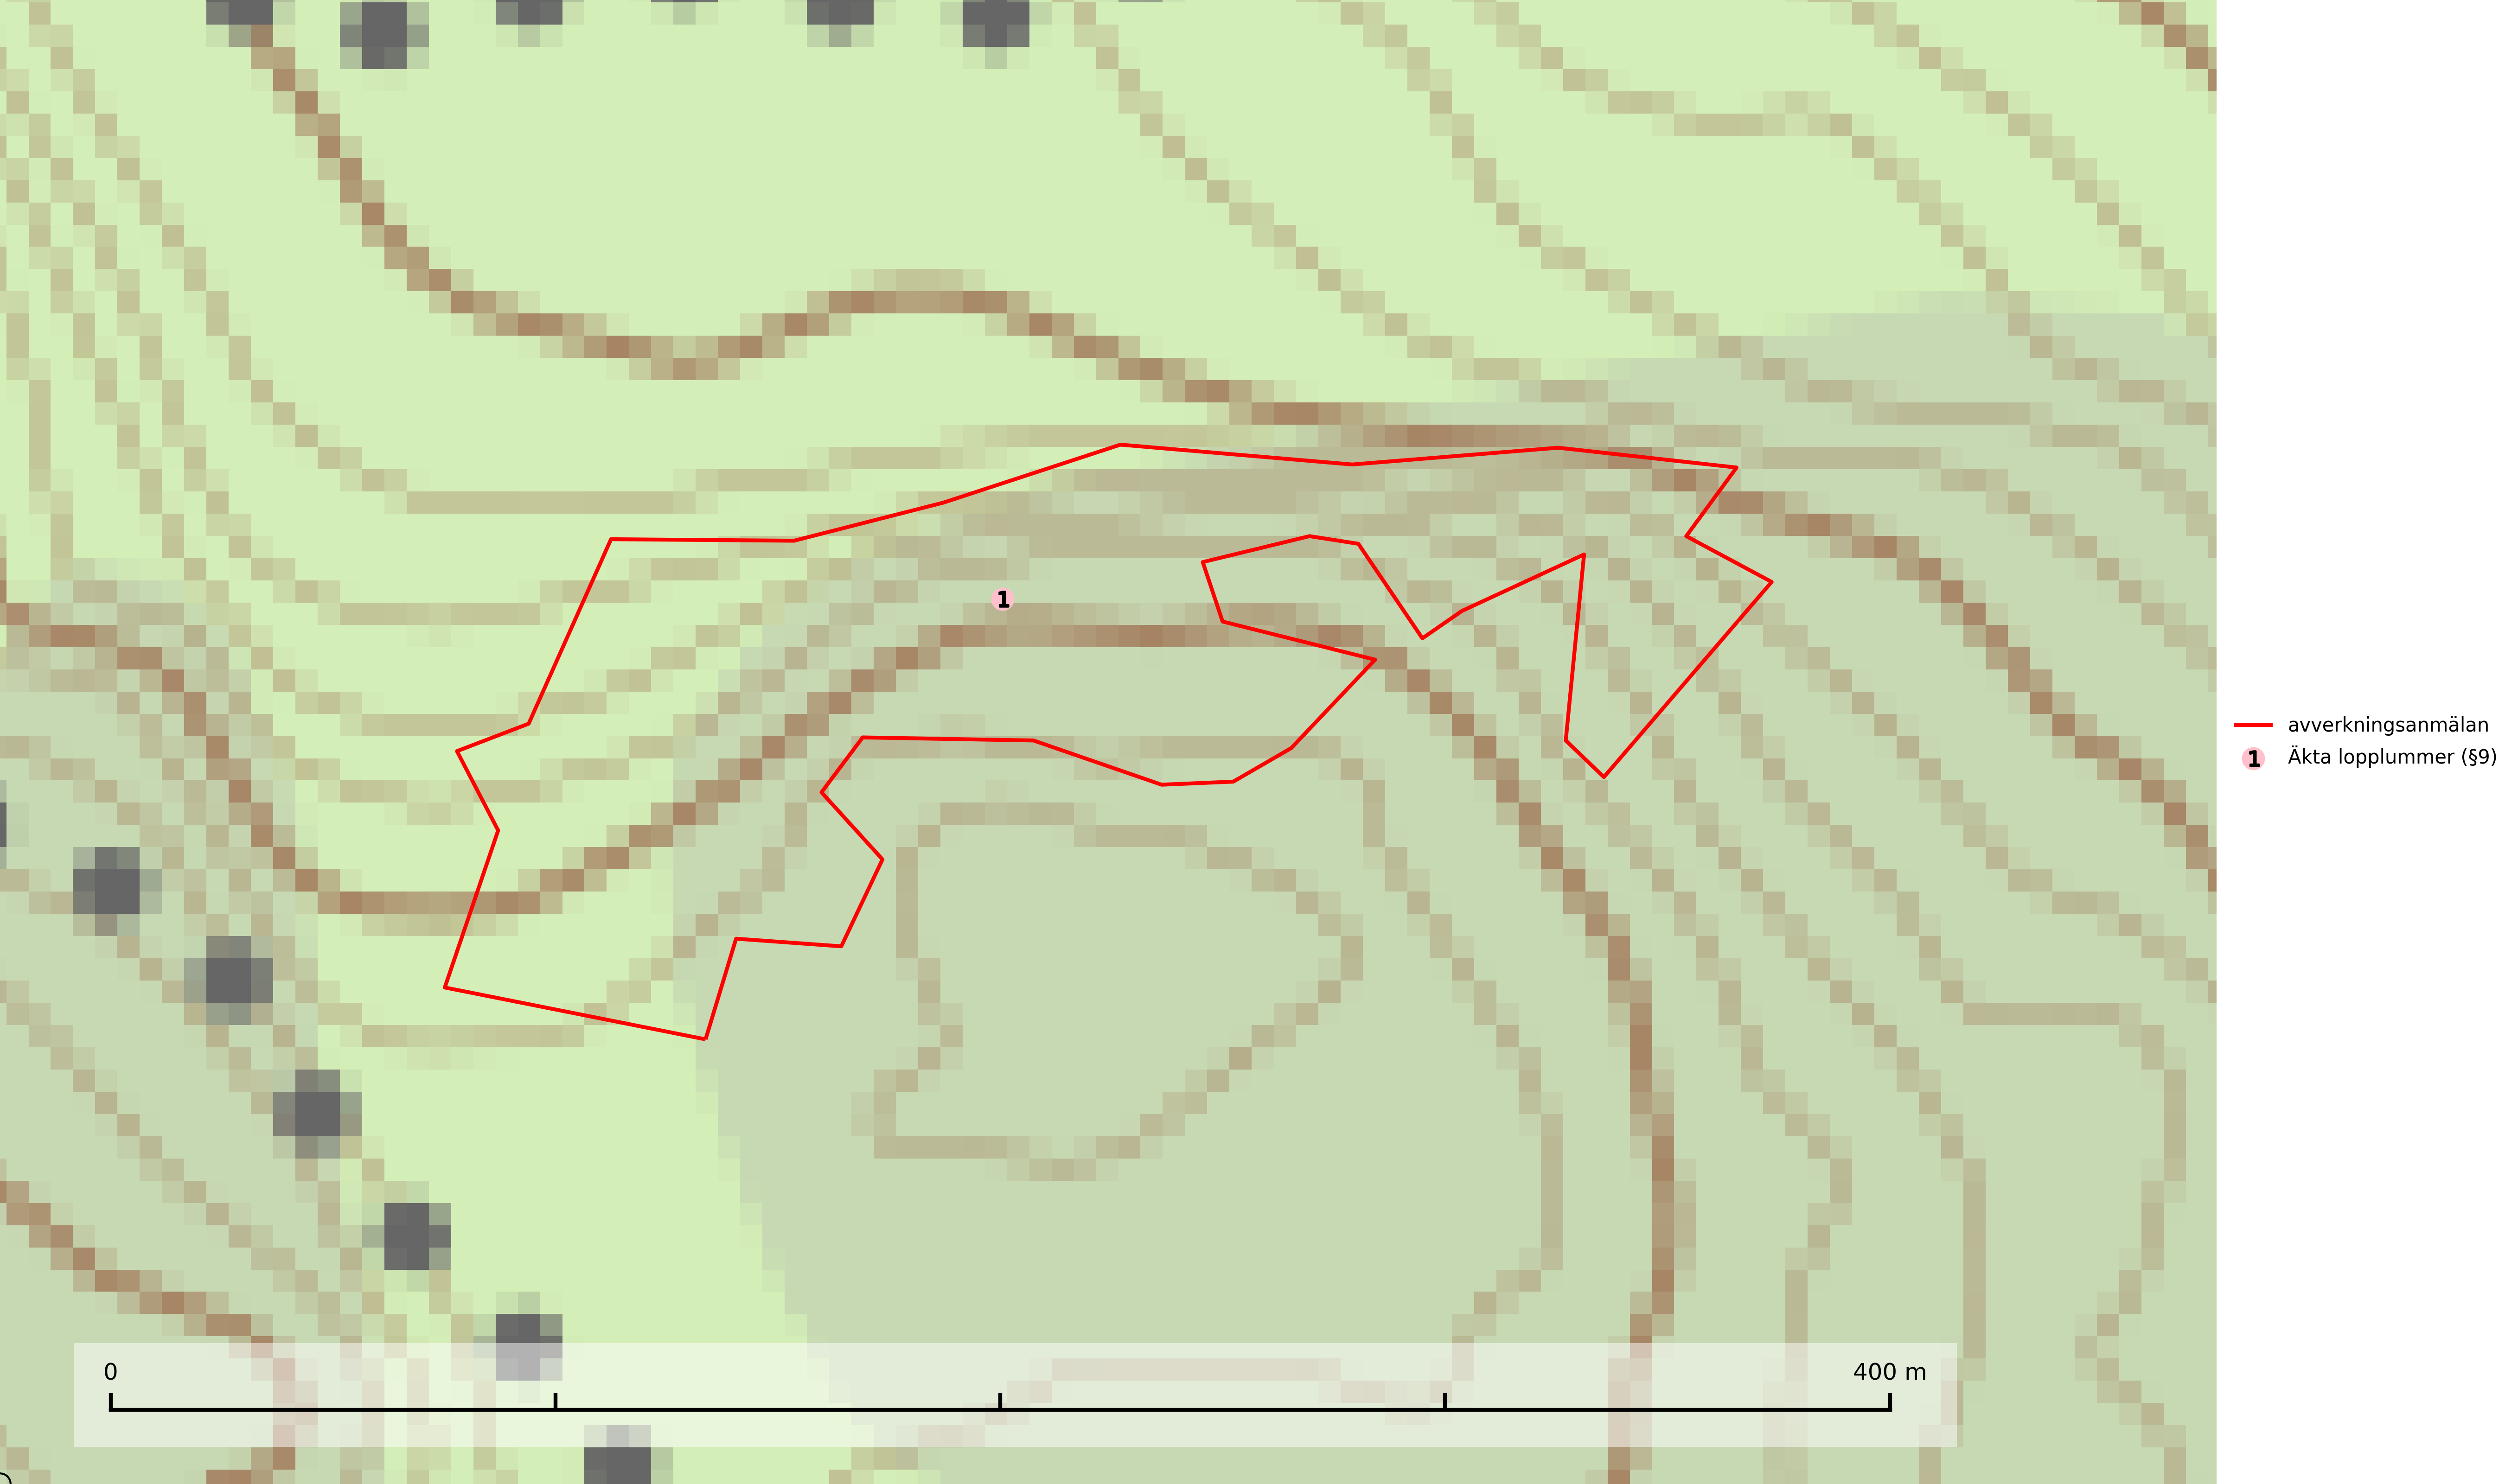 1
avverkningsanmälan
1 Äkta lopplummer (§9)
0 400 m